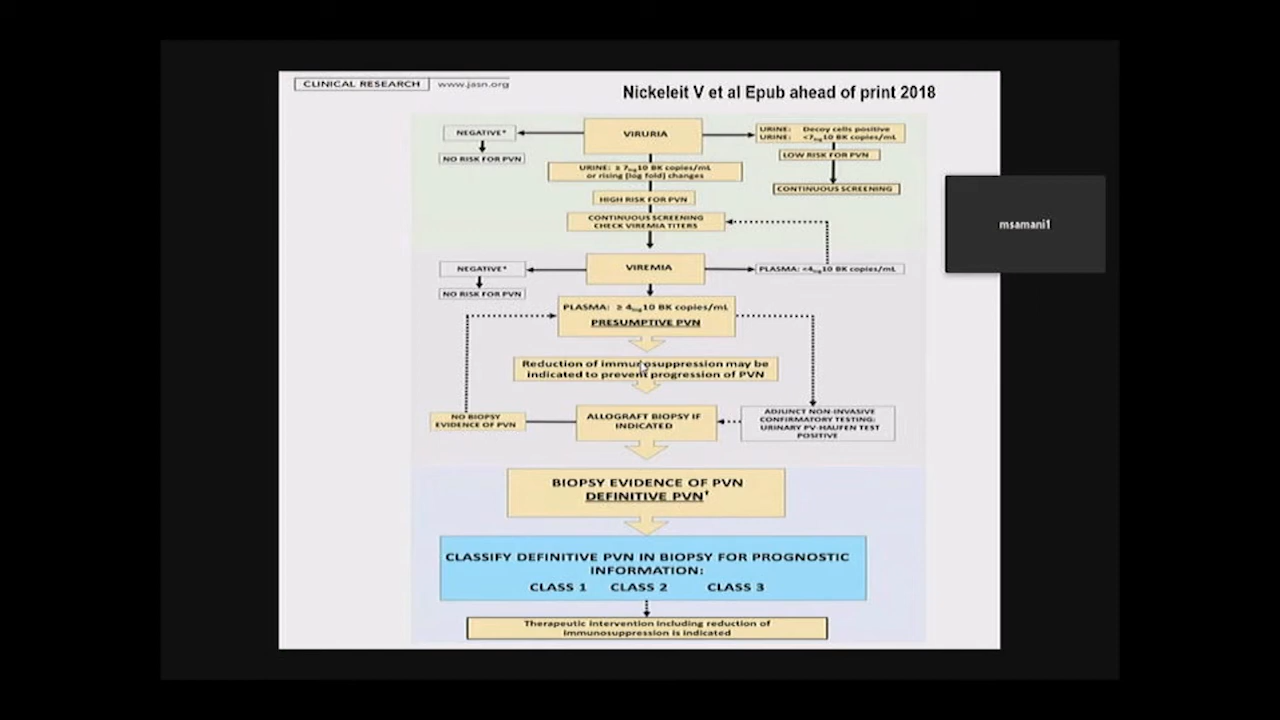 CLINICAL RESEARCH www.jasn.org
Nickeleit V et al Epub ahead of print 2018
NEGATIVE*
VIRURIA
URINE: Decoy cells positive
URINE: <7log10 BK copies/mL
NO RISK FOR PVN
LOW RISK FOR PVN
URINE: ≥ 7log10 BK copies/mL
or rising (log fold) changes
CONTINUOUS SCREENING
HIGH RISK FOR PVN
CONTINUOUS SCREENING
CHECK VIREMIA TITERS
msamani1
NEGATIVE*
VIREMIA
PLASMA: <4log10 BK copies/mL
NO RISK FOR PVN
PLASMA: ≥ 4log10 BK copies/mL
PRESUMPTIVE PVN
Reduction of immunosuppression may be
indicated to prevent progression of PVN
NO BIOPSY
EVIDENCE OF PVN
ALLOGRAFT BIOPSY IF
INDICATED
ADJUNCT NON-INVASIVE
CONFIRMATORY TESTING:
URINARY PV-HAUFEN TEST
POSITIVE
BIOPSY EVIDENCE OF PVN
DEFINITIVE PVN†
CLASSIFY DEFINITIVE PVN IN BIOPSY FOR PROGNOSTIC
INFORMATION:
CLASS 1 CLASS 2 CLASS 3
Therapeutic intervention including reduction of
immunosuppression is indicated